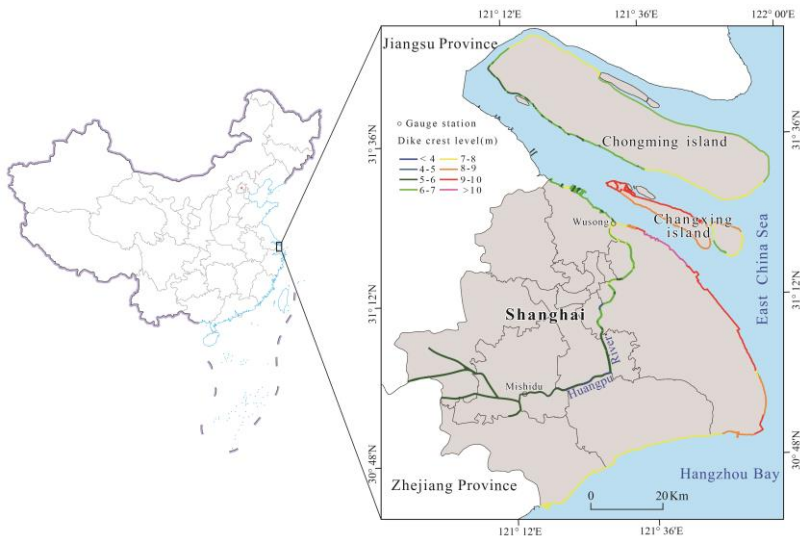 121° 12'E
121° 36'E
122° 00'E
Jiangsu Province
Gauge station
Dike crest level(m)
< 4
7-8
4-5
8-9
5-6
9-10
6-7
>10
Chongming island
31° 36'N
31° 36'N
Wusong
Changxing
island
East China Sea
31° 12'N
31° 12'N
Shanghai
Huangpu River
Mishidu
30° 48'N
30° 48'N
Hangzhou Bay
Zhejiang Province
0
20Km
121° 12'E
121° 36'E